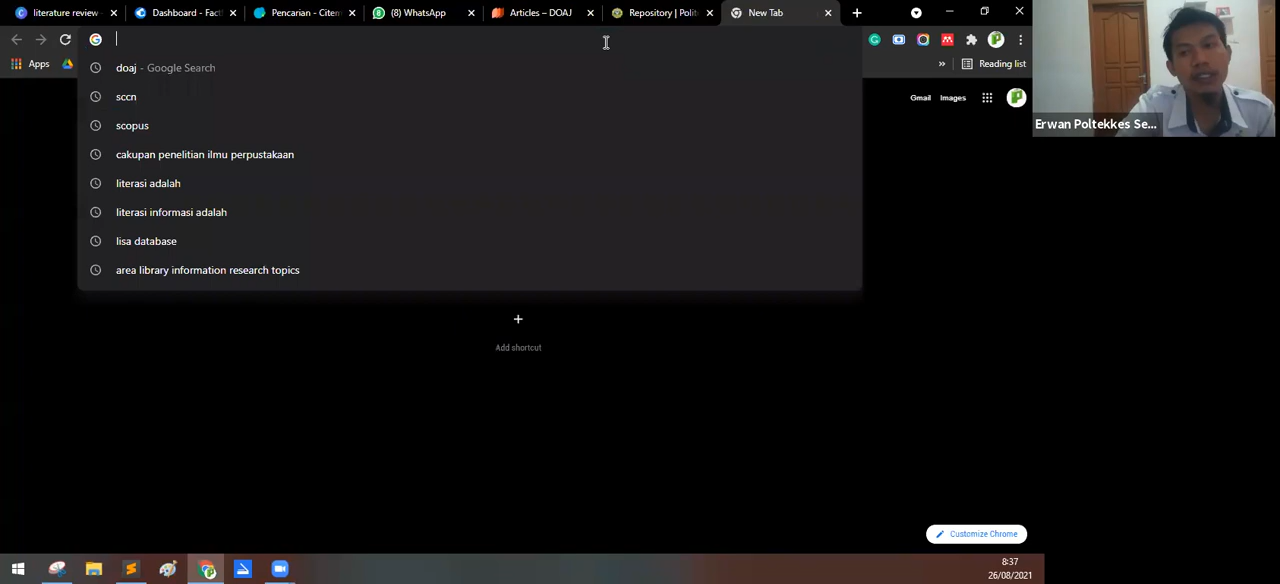 literature review -
Dashboard - Fact
Pencarian - Citem
(8) WhatsApp
Articles – DOAJ
Repository | Polit
New Tab
Apps
Reading list
doaj - Google Search
sccn
scopus
cakupan penelitian ilmu perpustakaan
literasi adalah
literasi informasi adalah
lisa database
area library information research topics
Gmail
Images
Erwan Poltekkes Se...
Add shortcut
Customize Chrome
8:37
26/08/2021